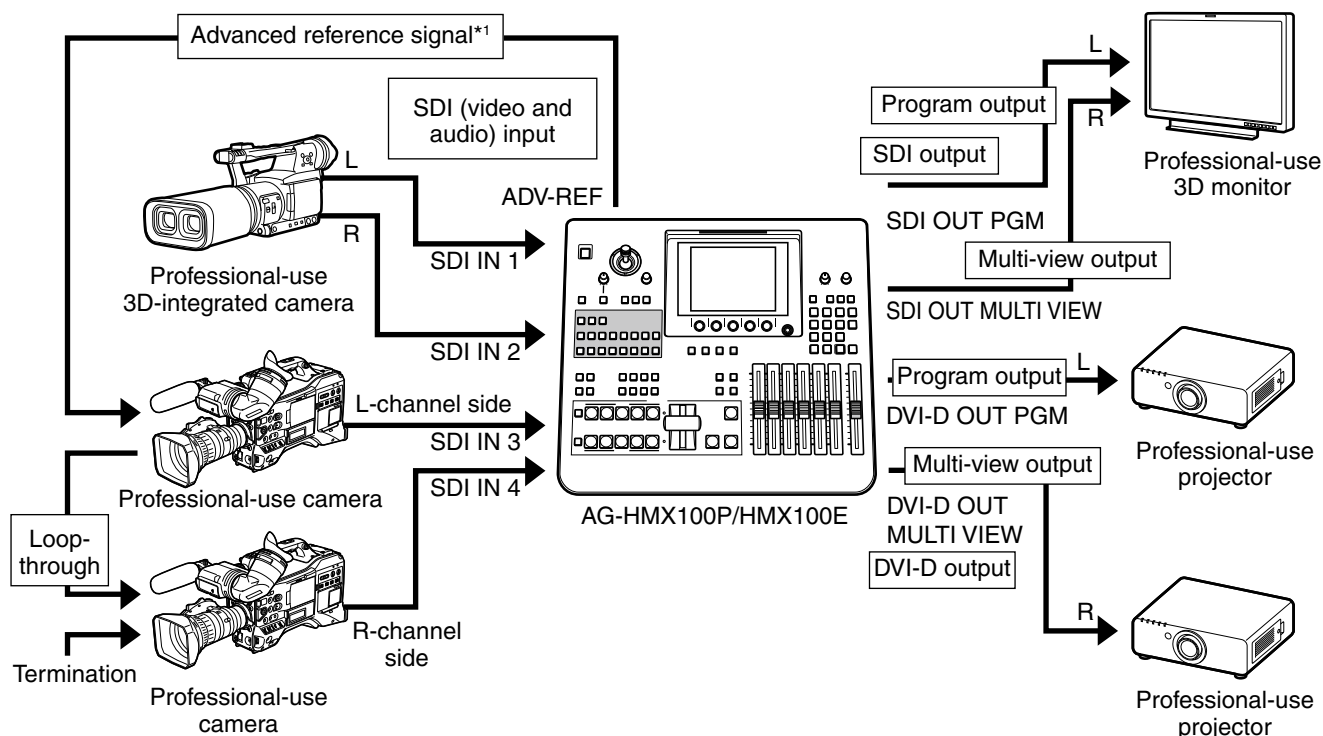 Advanced reference signal*1
SDI (video and
audio) input
ADV-REF
L
R
SDI IN 1
Professional-use
3D-integrated camera
SDI IN 2
L-channel side
SDI IN 3
Professional-use camera
SDI IN 4
Loop-
through
R-channel
side
Termination
Professional-use
camera
AG-HMX100P/HMX100E
L
Program output
R
SDI output
Professional-use
3D monitor
SDI OUT PGM
Multi-view output
SDI OUT MULTI VIEW
Program output
L
DVI-D OUT PGM
Professional-use
projector
Multi-view output
DVI-D OUT
MULTI VIEW
DVI-D output
R
Professional-use
projector